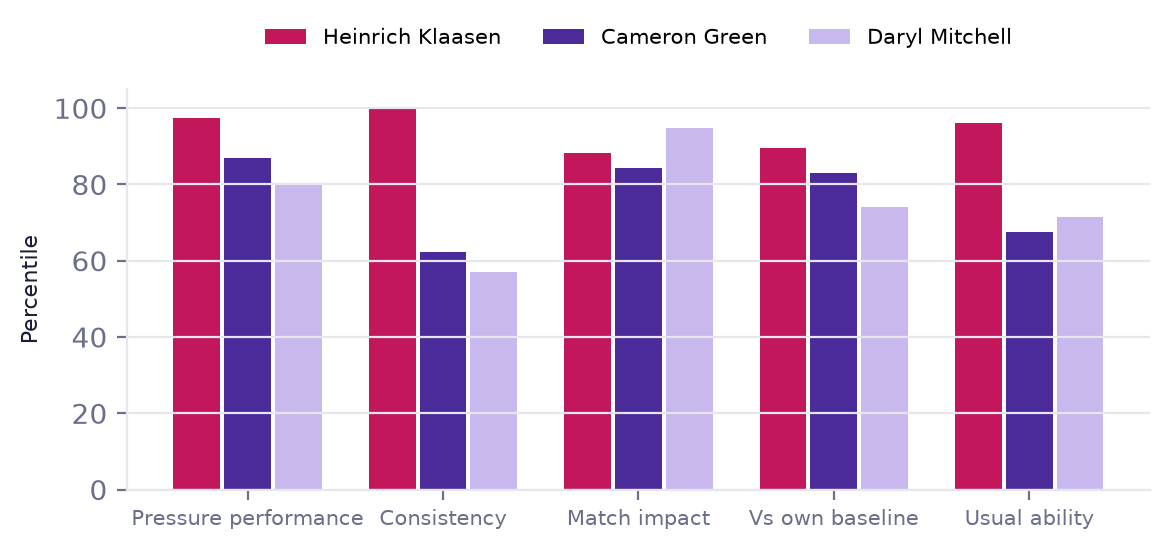 Heinrich Klaasen Cameron Green Daryl Mitchell
100
80
60
40
20
0
Percentile
Pressure performance Consistency Match impact Vs own baseline Usual ability